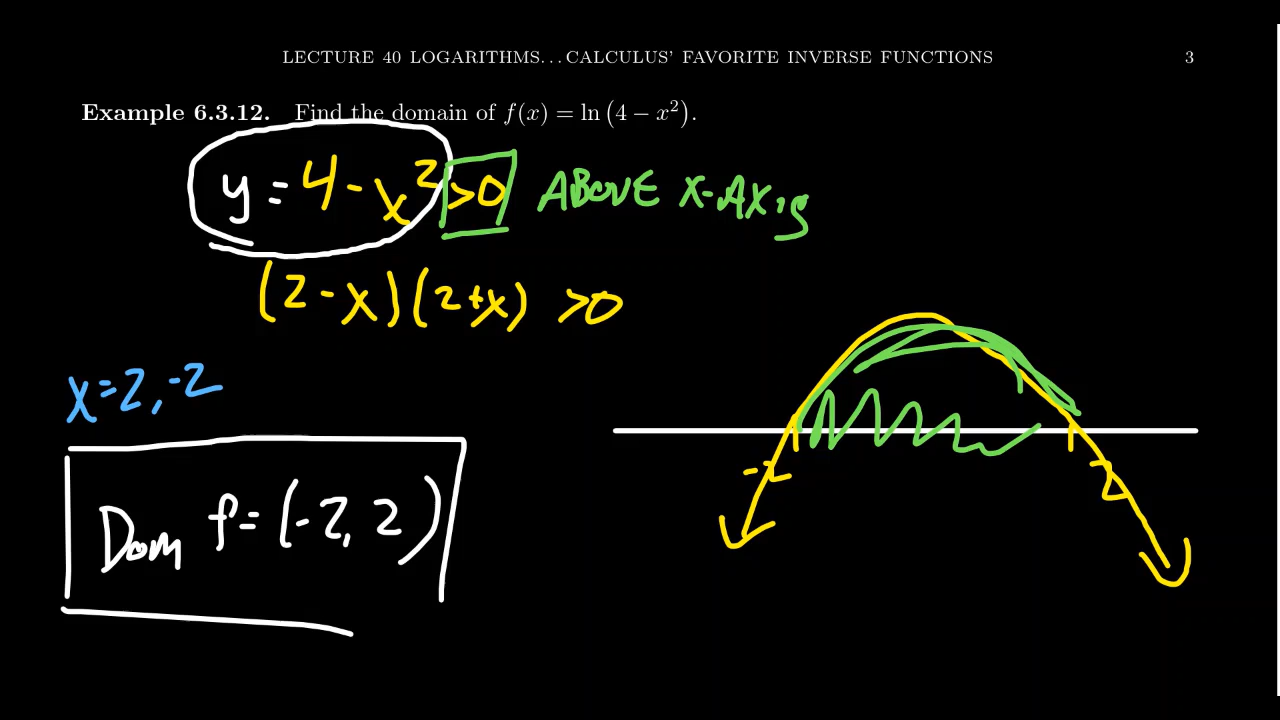 LECTURE 40 LOGARITHMS...CALCULUS' FAVORITE INVERSE FUNCTIONS 3
Example 6.3.12. Find the domain of f(x) = ln(4 − x²).
y = 4 - x² >0 ABOVE X-AXIS
(2-x)(2+x) >0
x=2,-2
-2 2
Dom f=(-2,2)